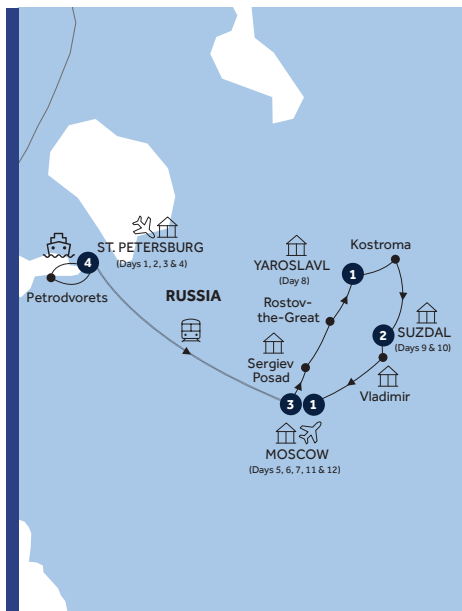 ST. PETERSBURG
(Days 1, 2, 3 & 4)
4
Petrodvorets
RUSSIA
Kostroma
YAROSLAVL
(Day 8)
1
Rostov-
the-Great
2
SUZDAL
(Days 9 & 10)
Sergiev
Posad
Vladimir
3
1
MOSCOW
(Days 5, 6, 7, 11 & 12)